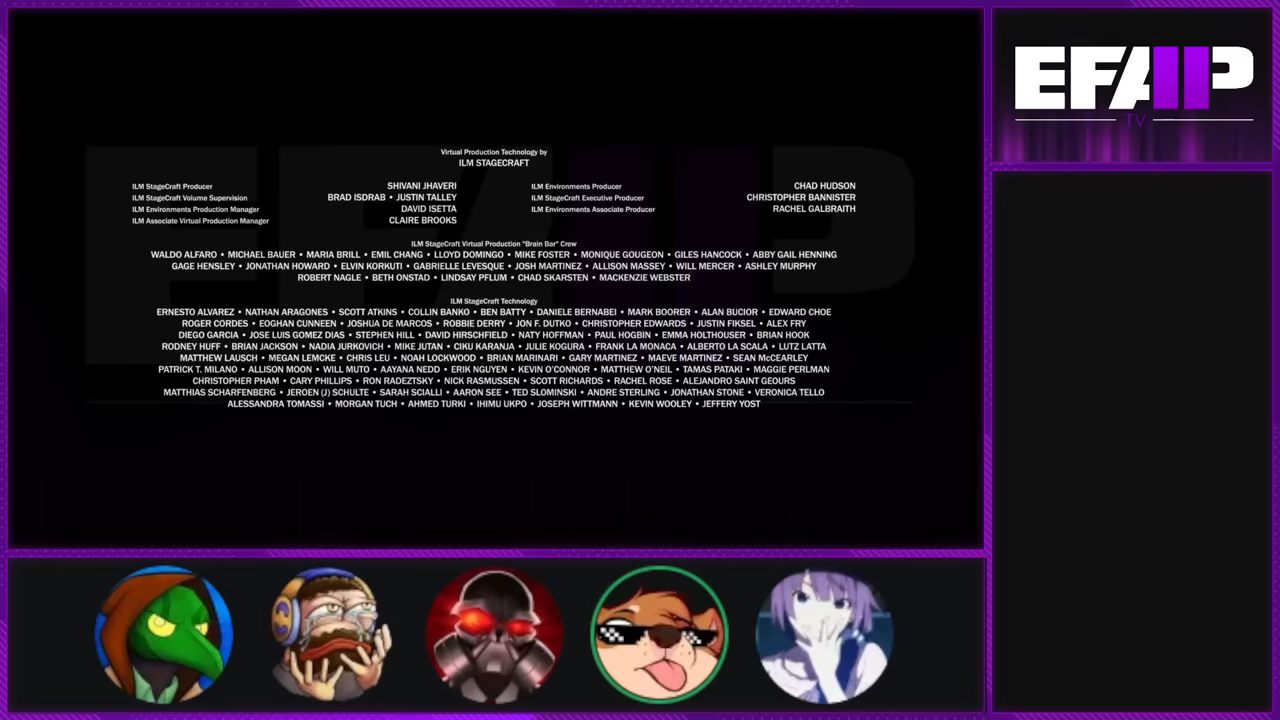 EFAP
TV
Virtual Production Technology by
ILM STAGECRAFT
ILM StageCraft Producer SHIVANI JHAVERI ILM Environments Producer CHAD HUDSON
ILM StageCraft Volume Supervision BRAD ISDRAB • JUSTIN TALLEY ILM StageCraft Executive Producer CHRISTOPHER BANNISTER
ILM Environments Production Manager DAVID ISETTA ILM Environments Associate Producer RACHEL GALBRAITH
ILM Associate Virtual Production Manager CLAIRE BROOKS
ILM StageCraft Virtual Production "Brain Bar" Crew
WALDO ALFARO • MICHAEL BAUER • MARIA BRILL • EMIL CHANG • LLOYD DOMINGO • MIKE FOSTER • MONIQUE GOUGEON • GILES HANCOCK • ABBY GAIL HENNING
GAGE HENSLEY • JONATHAN HOWARD • ELVIN KORKUTI • GABRIELLE LEVESQUE • JOSH MARTINEZ • ALLISON MASSEY • WILL MERCER • ASHLEY MURPHY
ROBERT NAGLE • BETH ONSTAD • LINDSAY PFLUM • CHAD SKARSTEN • MACKENZIE WEBSTER
ILM StageCraft Technology
ERNESTO ALVAREZ • NATHAN ARAGONES • SCOTT ATKINS • COLLIN BANKO • BEN BATTY • DANIELE BERNABEI • MARK BOORER • ALAN BUCIOR • EDWARD CHOE
ROGER CORDES • EOGHAN CUNNEEN • JOSHUA DE MARCOS • ROBBIE DERRY • JON F. DUTKO • CHRISTOPHER EDWARDS • JUSTIN FIKSEL • ALEX FRY
DIEGO GARCIA • JOSE LUIS GOMEZ DIAS • STEPHEN HILL • DAVID HIRSCHFIELD • NATY HOFFMAN • PAUL HOGBIN • EMMA HOLTHOUSER • BRIAN HOOK
RODNEY HUFF • BRIAN JACKSON • NADIA JURKOVICH • MIKE JUTAN • CIKU KARANJA • JULIE KOGURA • FRANK LA MONACA • ALBERTO LA SCALA • LUTZ LATTA
MATTHEW LAUSCH • MEGAN LEMCKE • CHRIS LEU • NOAH LOCKWOOD • BRIAN MARINARI • GARY MARTINEZ • MAEVE MARTINEZ • SEAN McCEARLEY
PATRICK T. MILANO • ALLISON MOON • WILL MUTO • AAYANA NEDD • ERIK NGUYEN • KEVIN O'CONNOR • MATTHEW O'NEIL • TAMAS PATAKI • MAGGIE PERLMAN
CHRISTOPHER PHAM • CARY PHILLIPS • RON RADEZTSKY • NICK RASMUSSEN • SCOTT RICHARDS • RACHEL ROSE • ALEJANDRO SAINT GEOURS
MATTHIAS SCHARFENBERG • JEROEN (J) SCHULTE • SARAH SCIALLI • AARON SEE • TED SLOMINSKI • ANDRE STERLING • JONATHAN STONE • VERONICA TELLO
ALESSANDRA TOMASSI • MORGAN TUCH • AHMED TURKI • IHIMU UKPO • JOSEPH WITTMANN • KEVIN WOOLEY • JEFFERY YOST